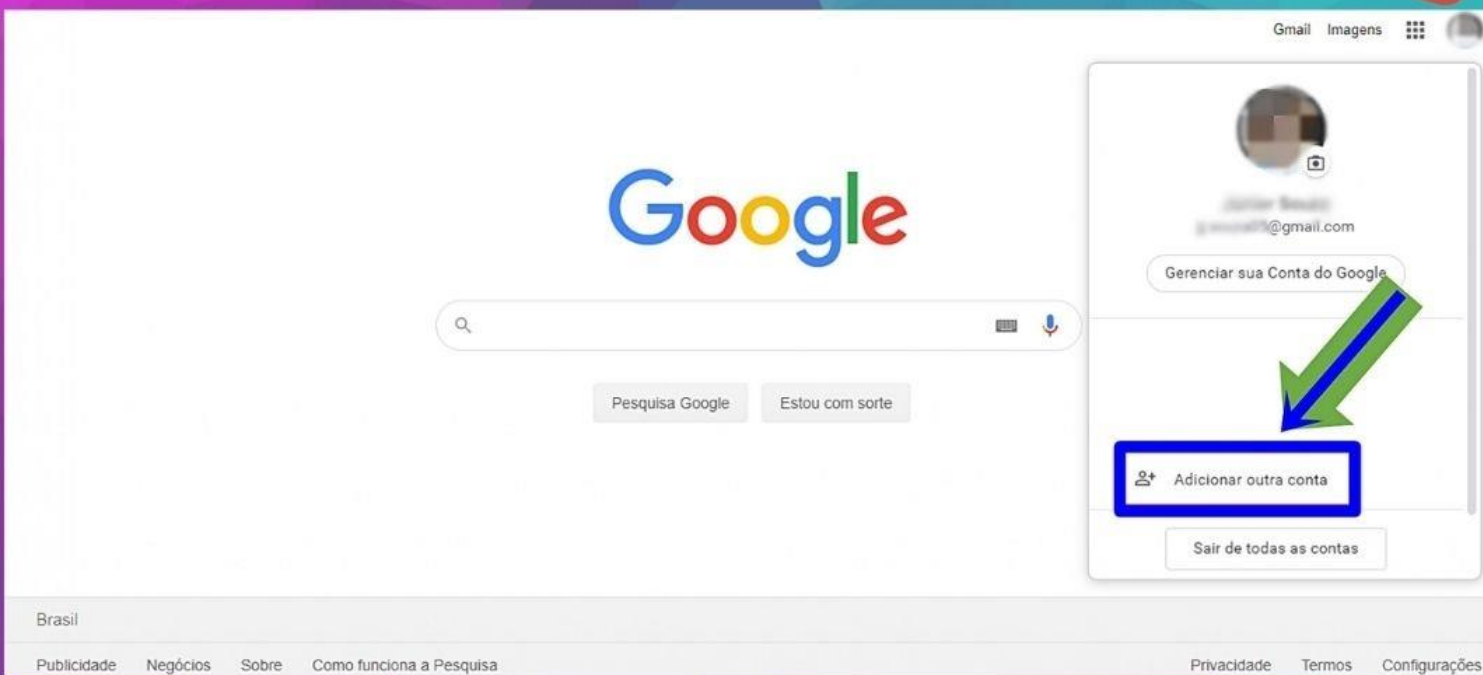 Gmail Imagens
Google
@gmail.com
Gerenciar sua Conta do Google
Pesquisa Google Estou com sorte
Adicionar outra conta
Sair de todas as contas
Brasil
Publicidade Negócios Sobre Como funciona a Pesquisa Privacidade Termos Configurações